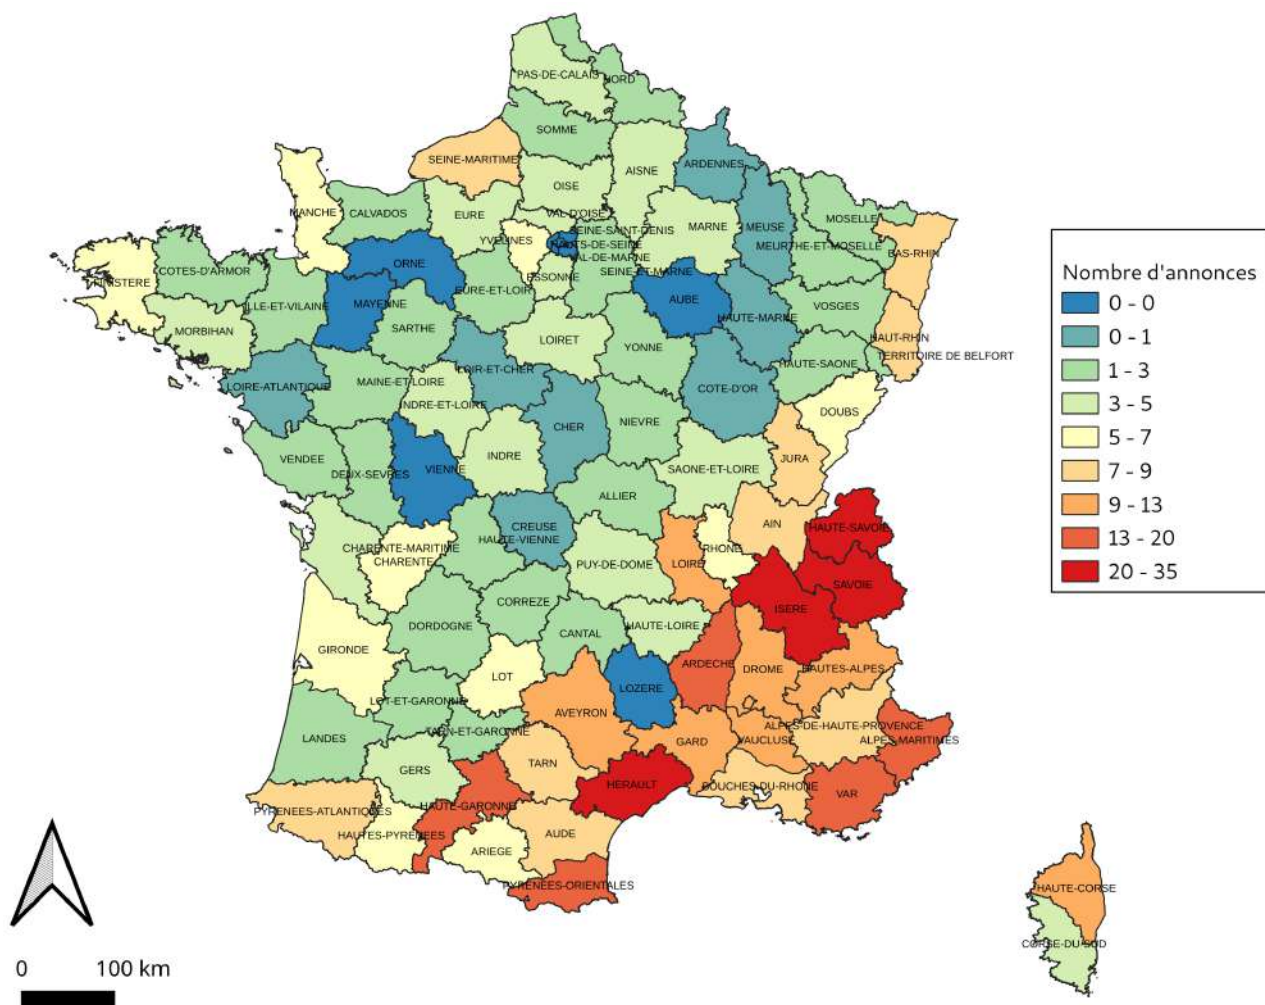 PAS-DE-CALAIS
NORD
SOMME
SEINE-MARITIME
AISNE
ARDENNES
OISE
MANCHE
CALVADOS
EURE
VAL D'OISE
MARNE
MEUSE
MOSELLE
SEINE-SAINT-DENIS
YVELINES
HAUTS-DE-SEINE
MEURTHE-ET-MOSELLE
BAS-RHIN
VAL-DE-MARNE
ORNE
COTES-D'ARMOR
SEINE-ET-MARNE
ESSONNE
FINISTERE
EURE-ET-LOIR
AUBE
MAYENNE
ILLE-ET-VILAINE
VOSGES
HAUTE-MARNE
SARTHE
MORBIHAN
LOIRET
HAUT-RHIN
YONNE
TERRITOIRE DE BELFORT
HAUTE-SAONE
LOIR-ET-CHER
MAINE-ET-LOIRE
LOIRE-ATLANTIQUE
COTE-D'OR
INDRE-ET-LOIRE
DOUBS
NIEVRE
CHER
INDRE
JURA
VENDEE
VIENNE
SAONE-ET-LOIRE
DEUX-SEVRES
ALLIER
AIN
CREUSE
HAUTE-SAVOIE
HAUTE-VIENNE
CHARENTE-MARITIME
RHONE
CHARENTE
PUY-DE-DOME
LOIRE
SAVOIE
CORREZE
ISERE
DORDOGNE
HAUTE-LOIRE
CANTAL
GIRONDE
ARDECHE
DROME
HAUTES-ALPES
LOT
LOZERE
LOT-ET-GARONNE
AVEYRON
ALPES-DE-HAUTE-PROVENCE
TARN-ET-GARONNE
LANDES
GARD
VAUCLUSE
ALPES-MARITIMES
TARN
GERS
HERAULT
BOUCHES-DU-RHONE
VAR
HAUTE-GARONNE
PYRENEES-ATLANTIQUES
HAUTES-PYRENEES
AUDE
ARIEGE
PYRENEES-ORIENTALES
HAUTE-CORSE
CORSE-DU-SUD
Nombre d'annonces
0 - 0
0 - 1
1 - 3
3 - 5
5 - 7
7 - 9
9 - 13
13 - 20
20 - 35
0 100 km